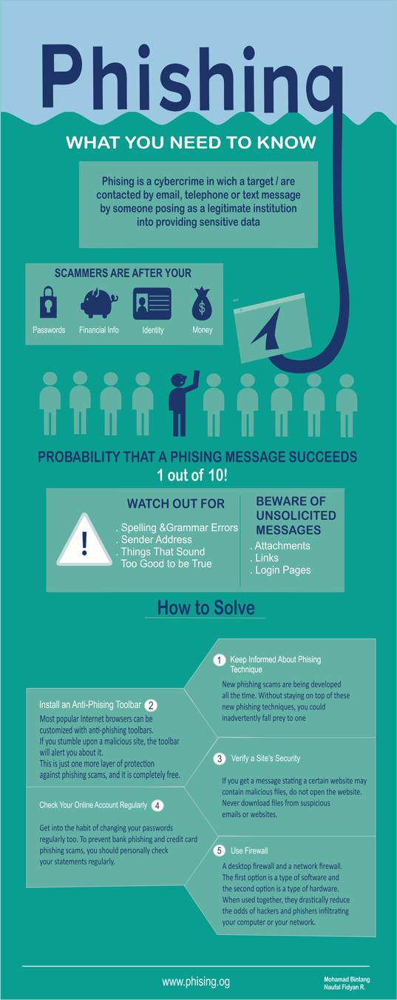 Phishing
WHAT YOU NEED TO KNOW
Phising is a cybercrime in wich a target / are
contacted by email, telephone or text message
by someone posing as a legitimate institution
into providing sensitive data
SCAMMERS ARE AFTER YOUR
Passwords
Financial Info
Identity
Money
PROBABILITY THAT A PHISING MESSAGE SUCCEEDS
1 out of 10!
WATCH OUT FOR
. Spelling &Grammar Errors
. Sender Address
. Things That Sound
Too Good to be True
BEWARE OF
UNSOLICITED
MESSAGES
. Attachments
. Links
. Login Pages
How to Solve
1 Keep Informed About Phising
Technique
New phishing scams are being developed
all the time. Without staying on top of these
new phishing techniques, you could
inadvertently fall prey to one
Install an Anti-Phising Toolbar 2
Most popular Internet browsers can be
customized with anti-phishing toolbars.
If you stumble upon a malicious site, the toolbar
will alert you about it.
This is just one more layer of protection
against phishing scams, and it is completely free.
3 Verify a Site's Security
If you get a message stating a certain website may
contain malicious files, do not open the website.
Never download files from suspicious
emails or websites.
Check Your Online Account Regularly 4
Get into the habit of changing your passwords
regularly too. To prevent bank phishing and credit card
phishing scams, you should personally check
your statements regularly.
5 Use Firewall
A desktop firewall and a network firewall.
The first option is a type of software and
the second option is a type of hardware.
When used together, they drastically reduce
the odds of hackers and phishers infiltrating
your computer or your network.
www.phising.og
Mohamad Bintang
Naufal Fidyan R.